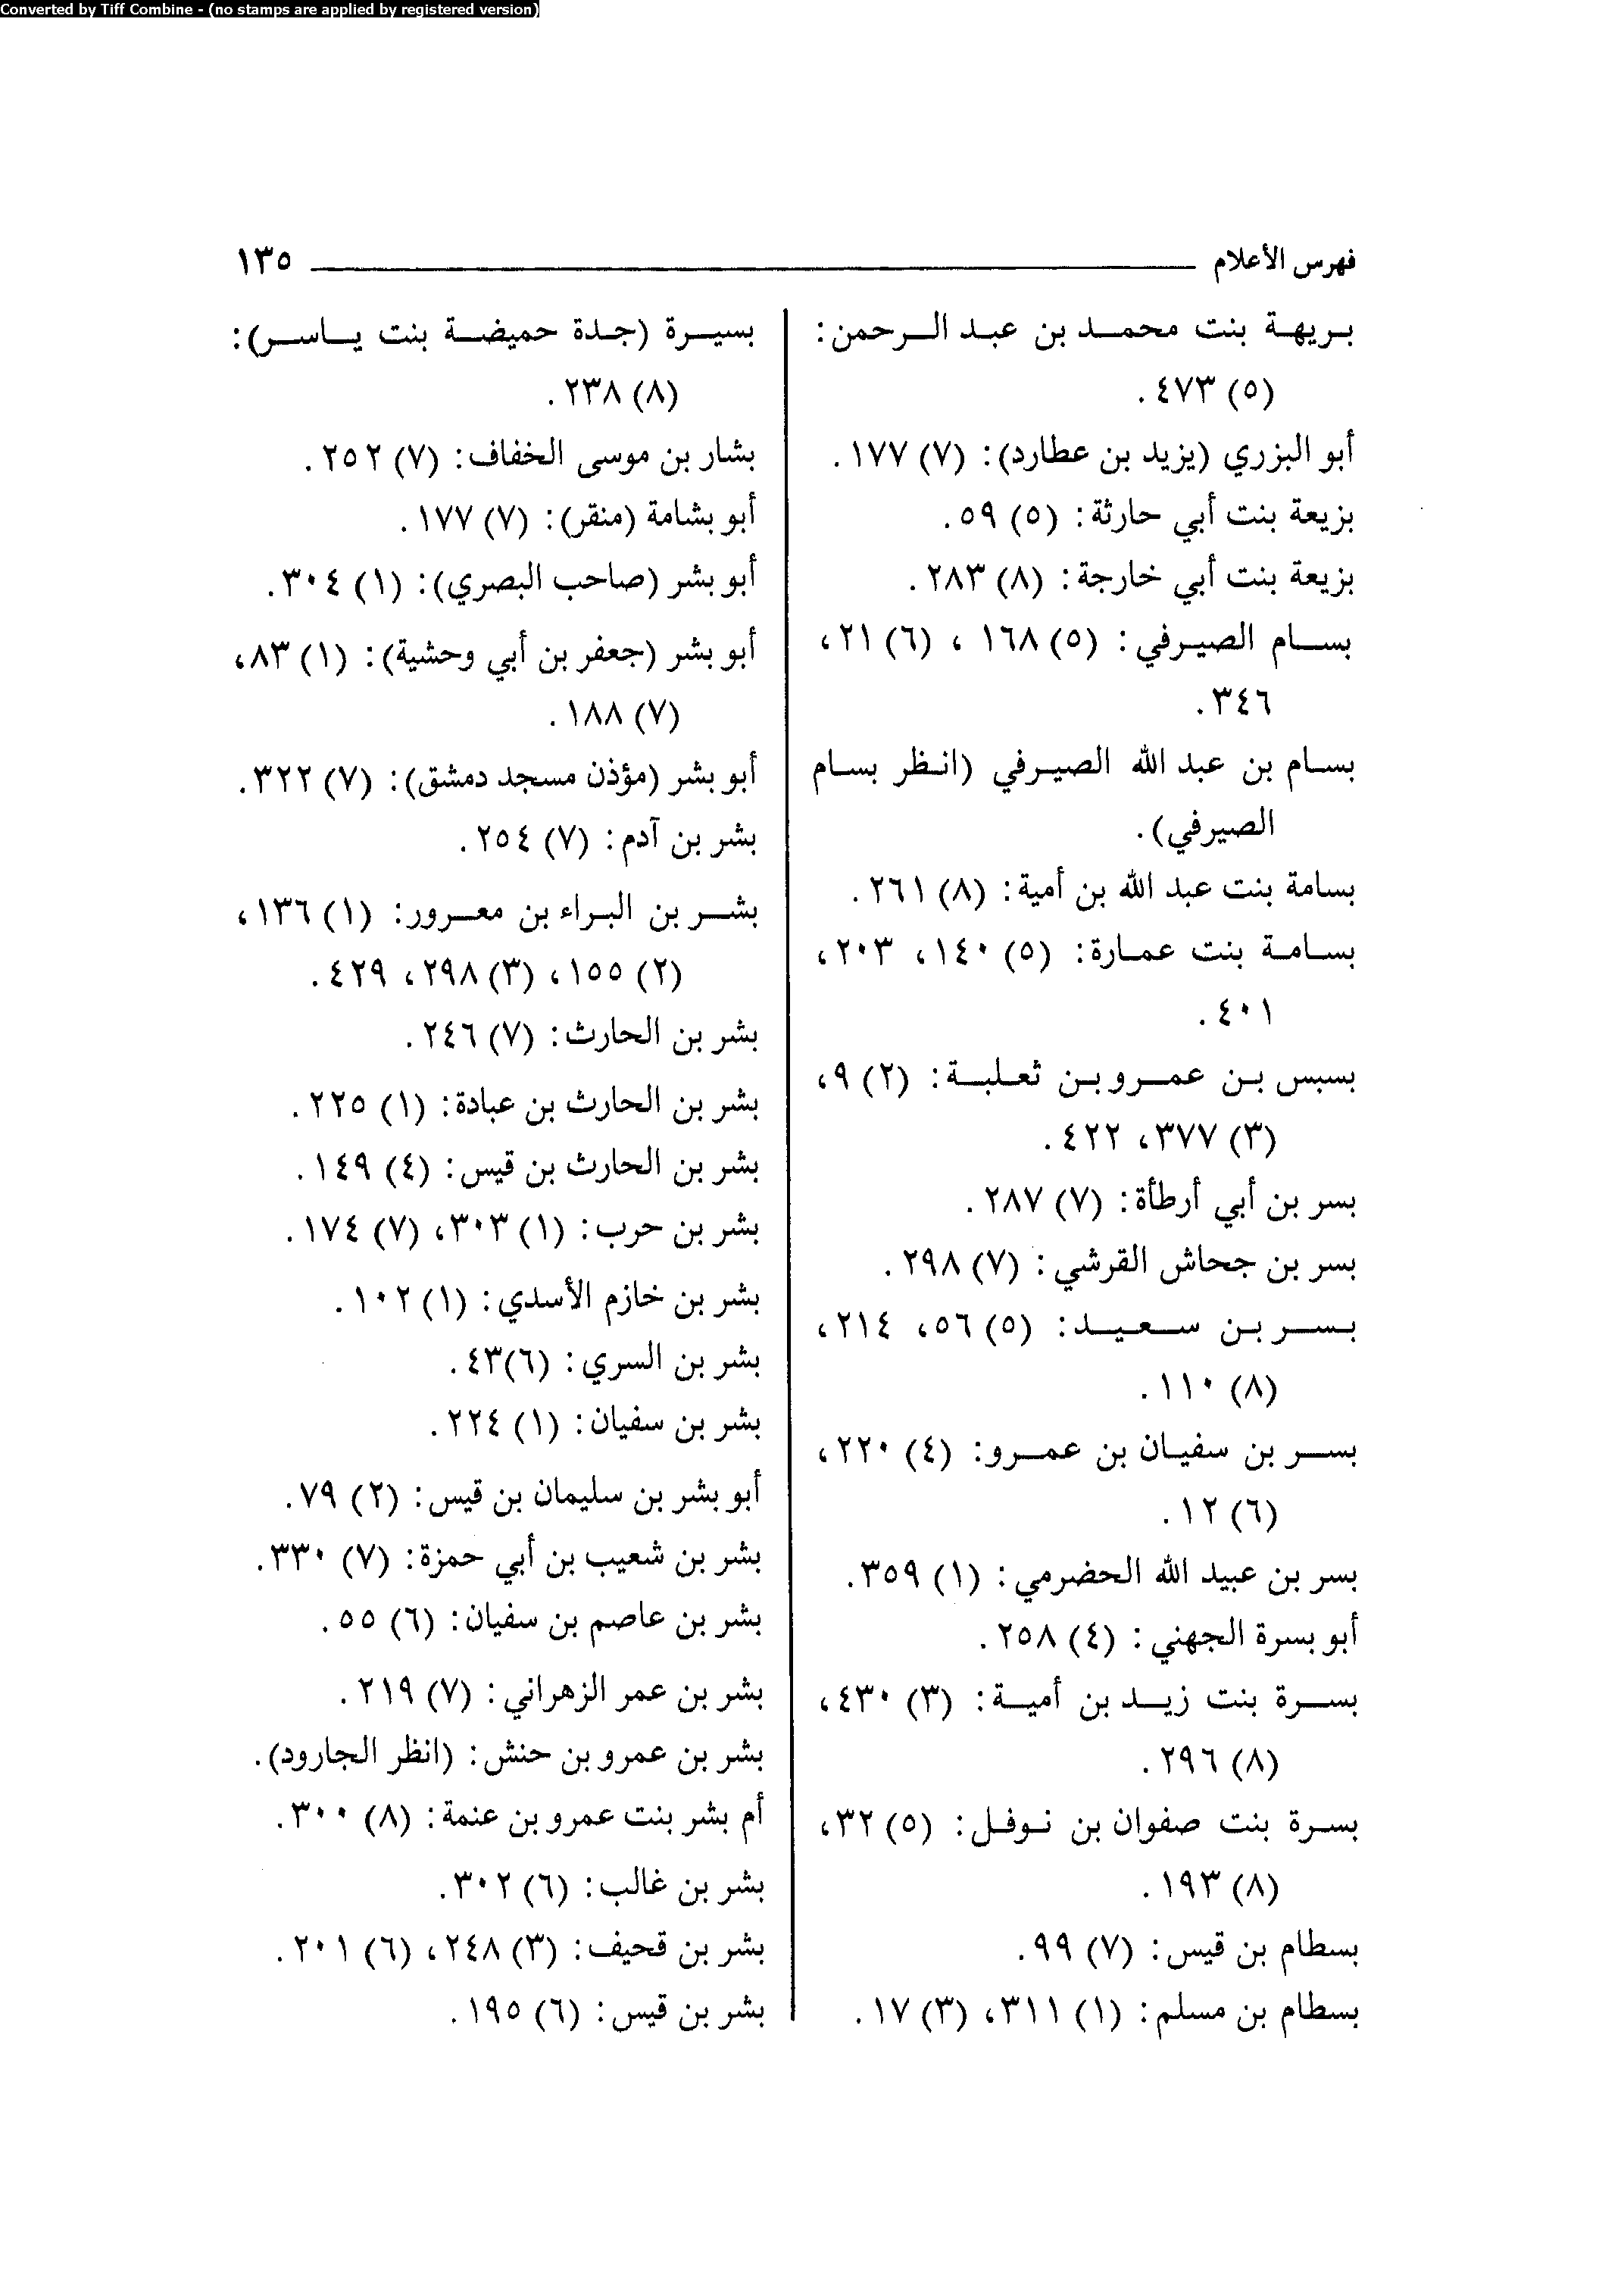 Converted by Tiff Combine - (no stamps are applied by registered version)
فهرس الأعلام ١٣٥
بريهة بنت محمد بن عبد الرحمن:
(٥) ٤٧٣.
أبو البزري (يزيد بن عطارد): (٧) ١٧٧.
بزيعة بنت أبي حارثة: (٥) ٥٩.
بزيعة بنت أبي خارجة: (٨) ٢٨٣.
بسام الصيرفي: (٥) ١٦٨ ، (٦) ٢١،
٣٤٦.
بسام بن عبد الله الصيرفي (انظر بسام
الصيرفي).
بسامة بنت عبد الله بن أمية: (٨) ٢٦١.
بسامة بنت عمارة: (٥) ١٤٠، ٢٠٣،
٤٠١.
بسبس بن عمرو بن ثعلبة: (٢) ٩،
(٣) ٣٧٧، ٤٢٢.
بسر بن أبي أرطأة: (٧) ٢٨٧.
بسر بن جحاش القرشي: (٧) ٢٩٨.
بسر بن سعيد: (٥) ٥٦، ٢١٤،
(٨) ١١٠.
بسر بن سفيان بن عمرو: (٤) ٢٢٠،
(٦) ١٢.
بسر بن عبيد الله الحضرمي: (١) ٣٥٩.
أبو بسرة الجهني: (٤) ٢٥٨.
بسرة بنت زيد بن أمية: (٣) ٤٣٠،
(٨) ٢٩٦.
بسرة بنت صفوان بن نوفل: (٥) ٣٢،
(٨) ١٩٣.
بسطام بن قيس: (٧) ٩٩.
بسطام بن مسلم: (١) ٣١١، (٣) ١٧.
بسيرة (جدة حميضة بنت ياسر):
(٨) ٢٣٨.
بشار بن موسى الخفاف: (٧) ٢٥٢.
أبو بشامة (منقر): (٧) ١٧٧.
أبو بشر (صاحب البصري): (١) ٣٠٤.
أبو بشر (جعفر بن أبي وحشية): (١) ٨٣،
(٧) ١٨٨.
أبو بشر (مؤذن مسجد دمشق): (٧) ٣٢٢.
بشر بن آدم: (٧) ٢٥٤.
بشر بن البراء بن معرور: (١) ١٣٦،
(٢) ١٥٥، (٣) ٢٩٨، ٤٢٩.
بشر بن الحارث: (٧) ٢٤٦.
بشر بن الحارث بن عبادة: (١) ٢٢٥.
بشر بن الحارث بن قيس: (٤) ١٤٩.
بشر بن حرب: (١) ٣٠٣، (٧) ١٧٤.
بشر بن خازم الأسدي: (١) ١٠٢.
بشر بن السري: (٦)٤٣.
بشر بن سفيان: (١) ٢٢٤.
أبو بشر بن سليمان بن قيس: (٢) ٧٩.
بشر بن شعيب بن أبي حمزة: (٧) ٣٣٠.
بشر بن عاصم بن سفيان: (٦) ٥٥.
بشر بن عمر الزهراني: (٧) ٢١٩.
بشر بن عمرو بن حنش: (انظر الجارود).
أم بشر بنت عمرو بن عنمة: (٨) ٣٠٠.
بشر بن غالب: (٦) ٣٠٢.
بشر بن قحيف: (٣) ٢٤٨، (٦) ٢٠١.
بشر بن قيس: (٦) ١٩٥.